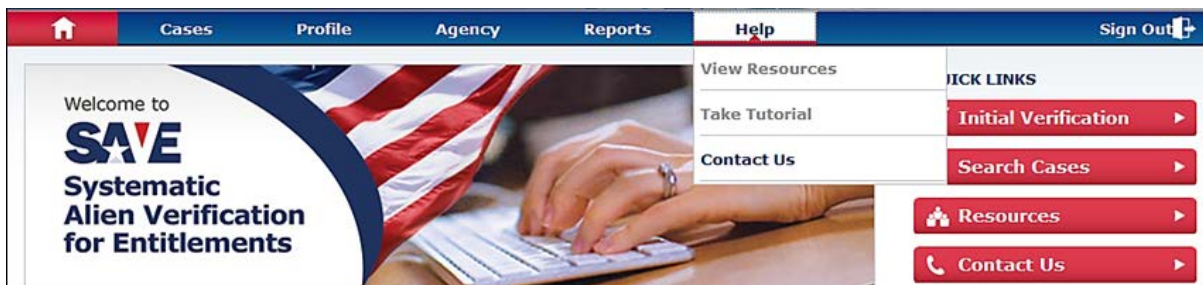 Cases Profile Agency Reports Help Sign Out
View Resources
Take Tutorial
Contact Us
Welcome to
SAVE
Systematic
Alien Verification
for Entitlements
LINKS
Initial Verification
Search Cases
Resources
Contact Us